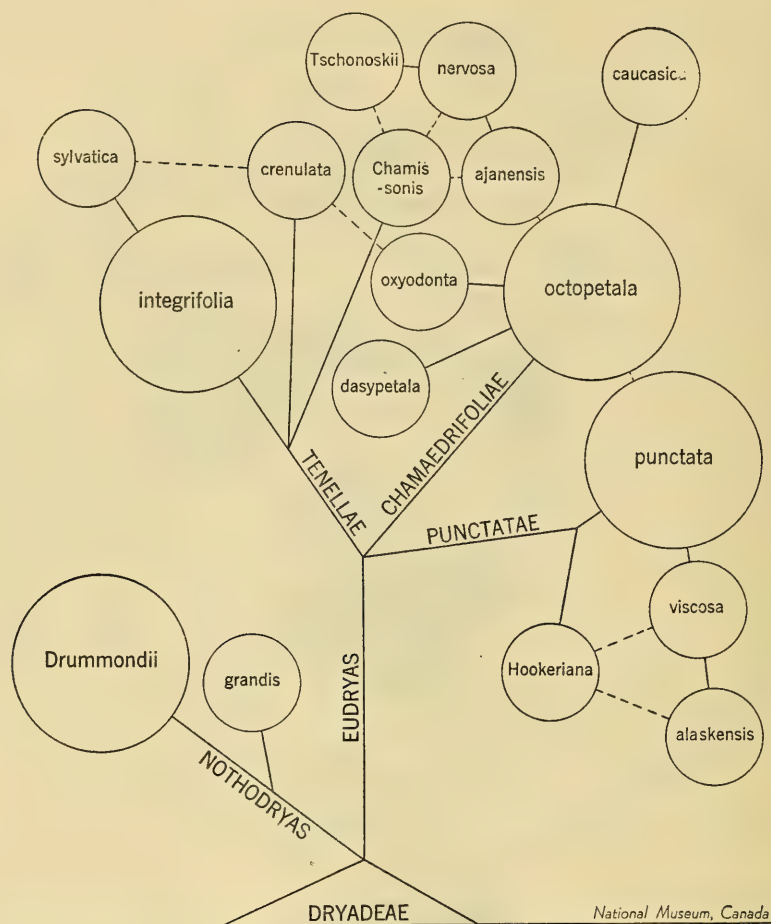 Tschonoskii
nervosa
caucasica
sylvatica
crenulata
Chamis
-sonis
ajanensis
integrifolia
oxyodonta
octopetala
dasypetala
TENELLAE
CHAMAEDRIFOLIAE
punctata
PUNCTATAE
viscosa
Drummondii
grandis
Hookeriana
EUDRYAS
alaskensis
NOTHODRYAS
DRYADEAE
National Museum, Canada